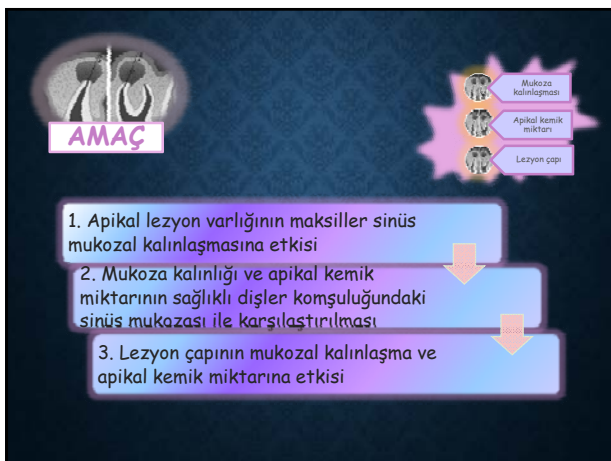 AMAÇ
Mukoza
kalınlaşması
Apikal kemik
miktarı
Lezyon çapı
1. Apikal lezyon varlığının maksiller sinüs
mukozal kalınlaşmasına etkisi
2. Mukoza kalınlığı ve apikal kemik
miktarının sağlıklı dişler komşuluğundaki
sinüs mukozası ile karşılaştırılması
3. Lezyon çapının mukozal kalınlaşma ve
apikal kemik miktarına etkisi